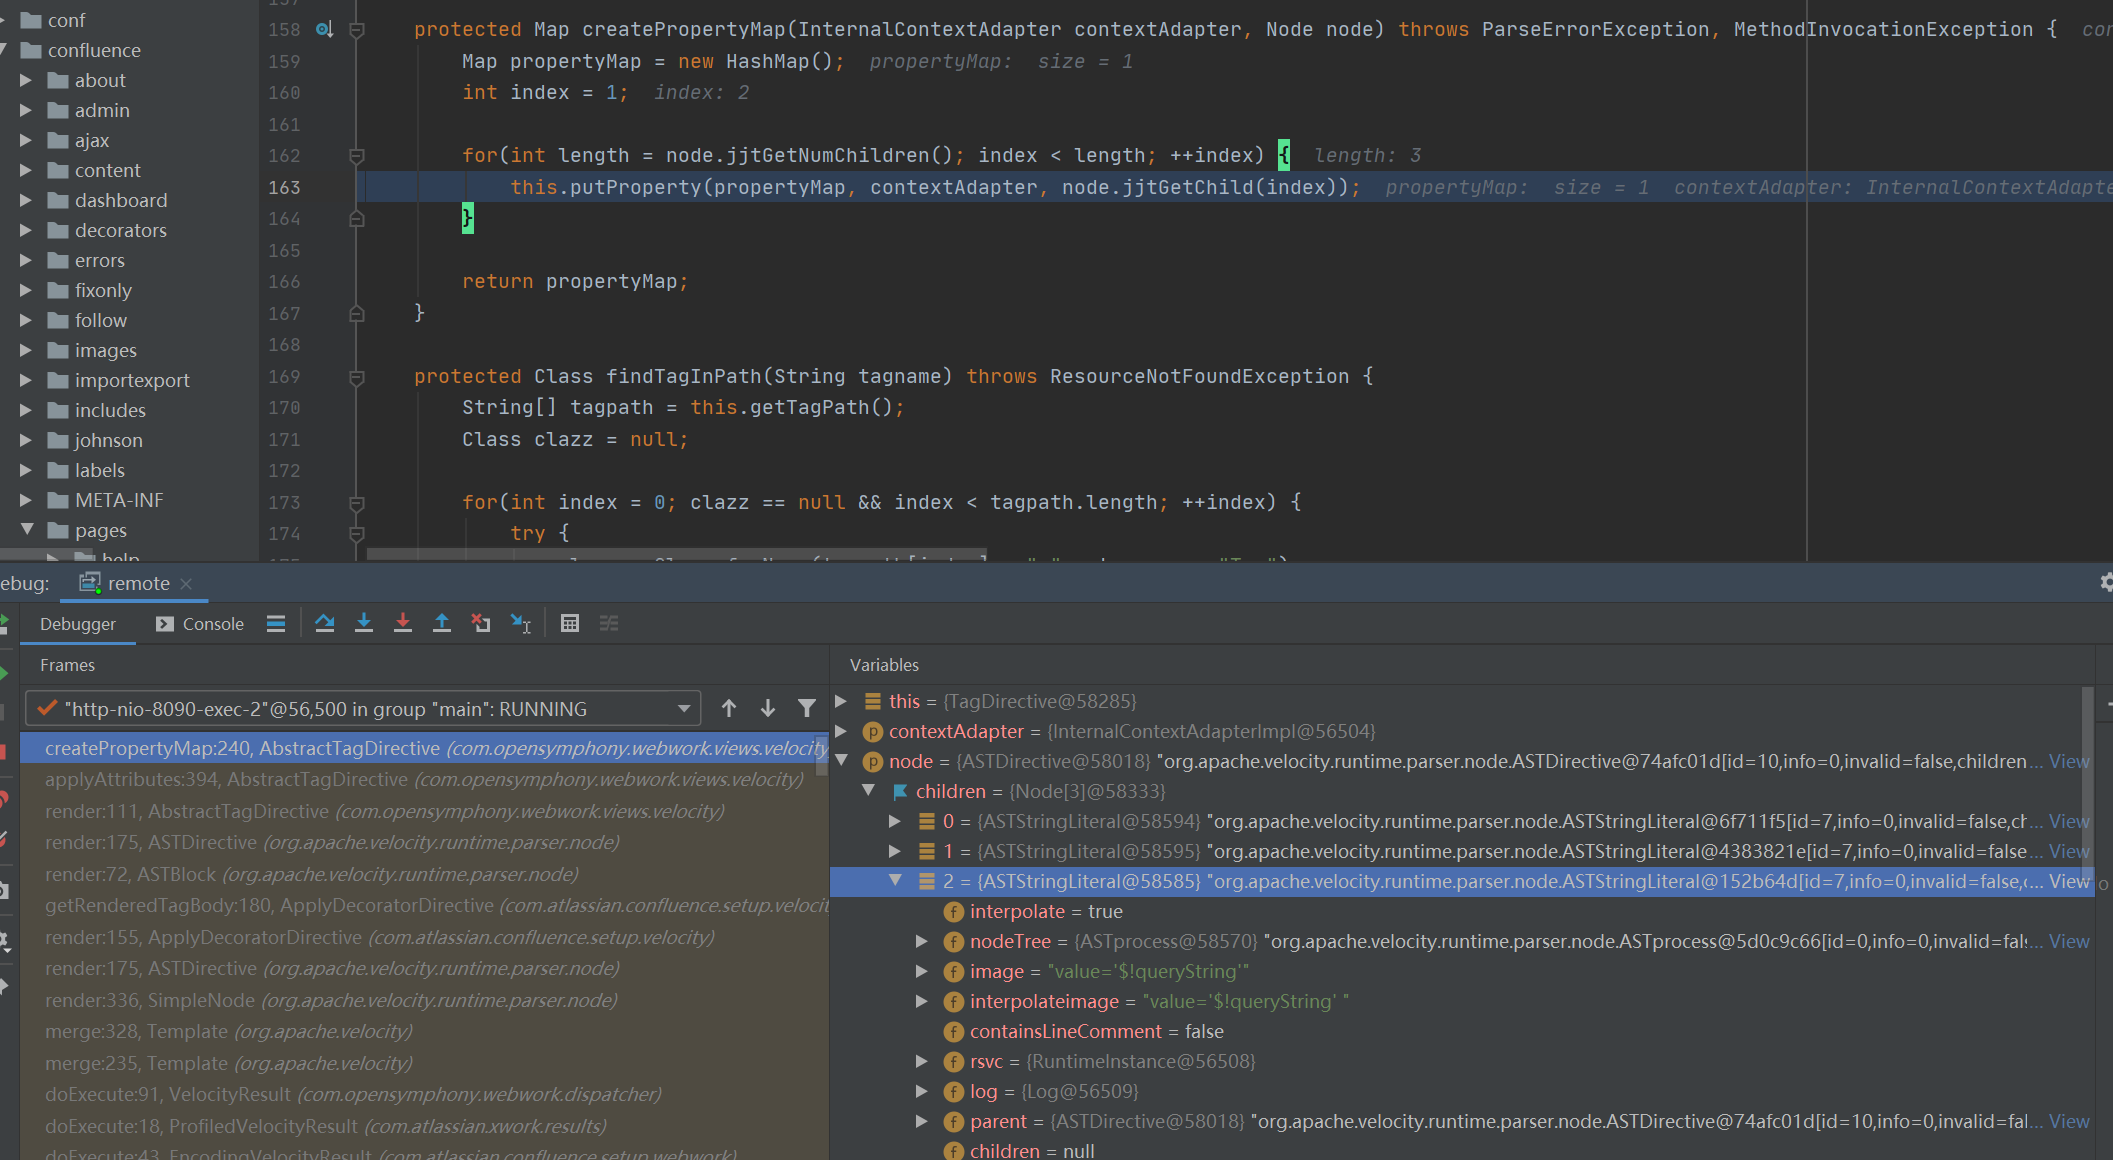 conf
confluence
about
admin
ajax
content
dashboard
decorators
errors
fixonly
follow
images
importexport
includes
johnson
labels
META-INF
pages
help
158 protected Map createPropertyMap(InternalContextAdapter contextAdapter, Node node) throws ParseErrorException, MethodInvocationException {
159 Map propertyMap = new HashMap(); propertyMap: size = 1
160 int index = 1; index: 2
161
162 for(int length = node.jjtGetNumChildren(); index < length; ++index) { length: 3
163 this.putProperty(propertyMap, contextAdapter, node.jjtGetChild(index)); propertyMap: size = 1 contextAdapter: InternalContextAdapte
164 }
165
166 return propertyMap;
167 }
168
169 protected Class findTagInPath(String tagname) throws ResourceNotFoundException {
170 String[] tagpath = this.getTagPath();
171 Class clazz = null;
172
173 for(int index = 0; clazz == null && index < tagpath.length; ++index) {
174 try {
ebug: remote
Debugger Console
Frames
"http-nio-8090-exec-2"@56,500 in group "main": RUNNING
createPropertyMap:240, AbstractTagDirective (com.opensymphony.webwork.views.velocity
applyAttributes:394, AbstractTagDirective (com.opensymphony.webwork.views.velocity)
render:111, AbstractTagDirective (com.opensymphony.webwork.views.velocity)
render:175, ASTDirective (org.apache.velocity.runtime.parser.node)
render:72, ASTBlock (org.apache.velocity.runtime.parser.node)
getRenderedTagBody:180, ApplyDecoratorDirective (com.atlassian.confluence.setup.velocit
render:155, ApplyDecoratorDirective (com.atlassian.confluence.setup.velocity)
render:175, ASTDirective (org.apache.velocity.runtime.parser.node)
render:336, SimpleNode (org.apache.velocity.runtime.parser.node)
merge:328, Template (org.apache.velocity)
merge:235, Template (org.apache.velocity)
doExecute:91, VelocityResult (com.opensymphony.webwork.dispatcher)
doExecute:18, ProfiledVelocityResult (com.atlassian.xwork.results)
doExecute:43, EncodingVelocityResult (com.atlassian.confluence.setup.webwork)
Variables
this = {TagDirective@58285}
contextAdapter = {InternalContextAdapterImpl@56504}
node = {ASTDirective@58018} "org.apache.velocity.runtime.parser.node.ASTDirective@74afc01d[id=10,info=0,invalid=false,children... View
children = {Node[3]@58333}
0 = {ASTStringLiteral@58594} "org.apache.velocity.runtime.parser.node.ASTStringLiteral@6f711f5[id=7,info=0,invalid=false,ch... View
1 = {ASTStringLiteral@58595} "org.apache.velocity.runtime.parser.node.ASTStringLiteral@4383821e[id=7,info=0,invalid=false... View
2 = {ASTStringLiteral@58585} "org.apache.velocity.runtime.parser.node.ASTStringLiteral@152b64d[id=7,info=0,invalid=false,c... View
interpolate = true
nodeTree = {ASTprocess@58570} "org.apache.velocity.runtime.parser.node.ASTprocess@5d0c9c66[id=0,info=0,invalid=fal... View
image = "value='$!queryString'"
interpolateimage = "value='$!queryString' "
containsLineComment = false
rsvc = {RuntimeInstance@56508}
log = {Log@56509}
parent = {ASTDirective@58018} "org.apache.velocity.runtime.parser.node.ASTDirective@74afc01d[id=10,info=0,invalid=fal... View
children = null